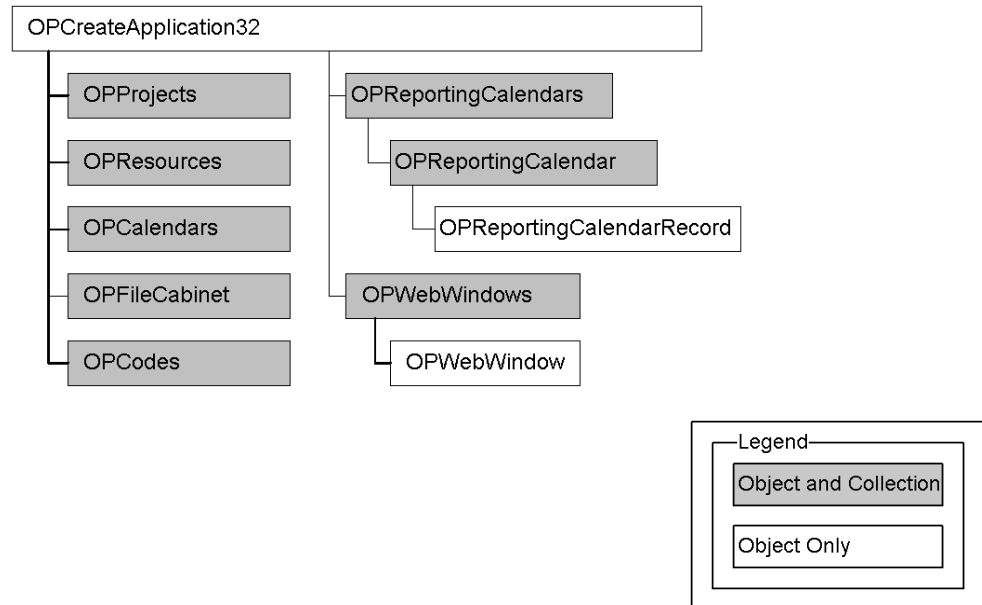 OPCreateApplication32
OPProjects
OPResources
OPCalendars
OPFileCabinet
OPCodes
OPReportingCalendars
OPReportingCalendar
OPReportingCalendarRecord
OPWebWindows
OPWebWindow
Legend
Object and Collection
Object Only